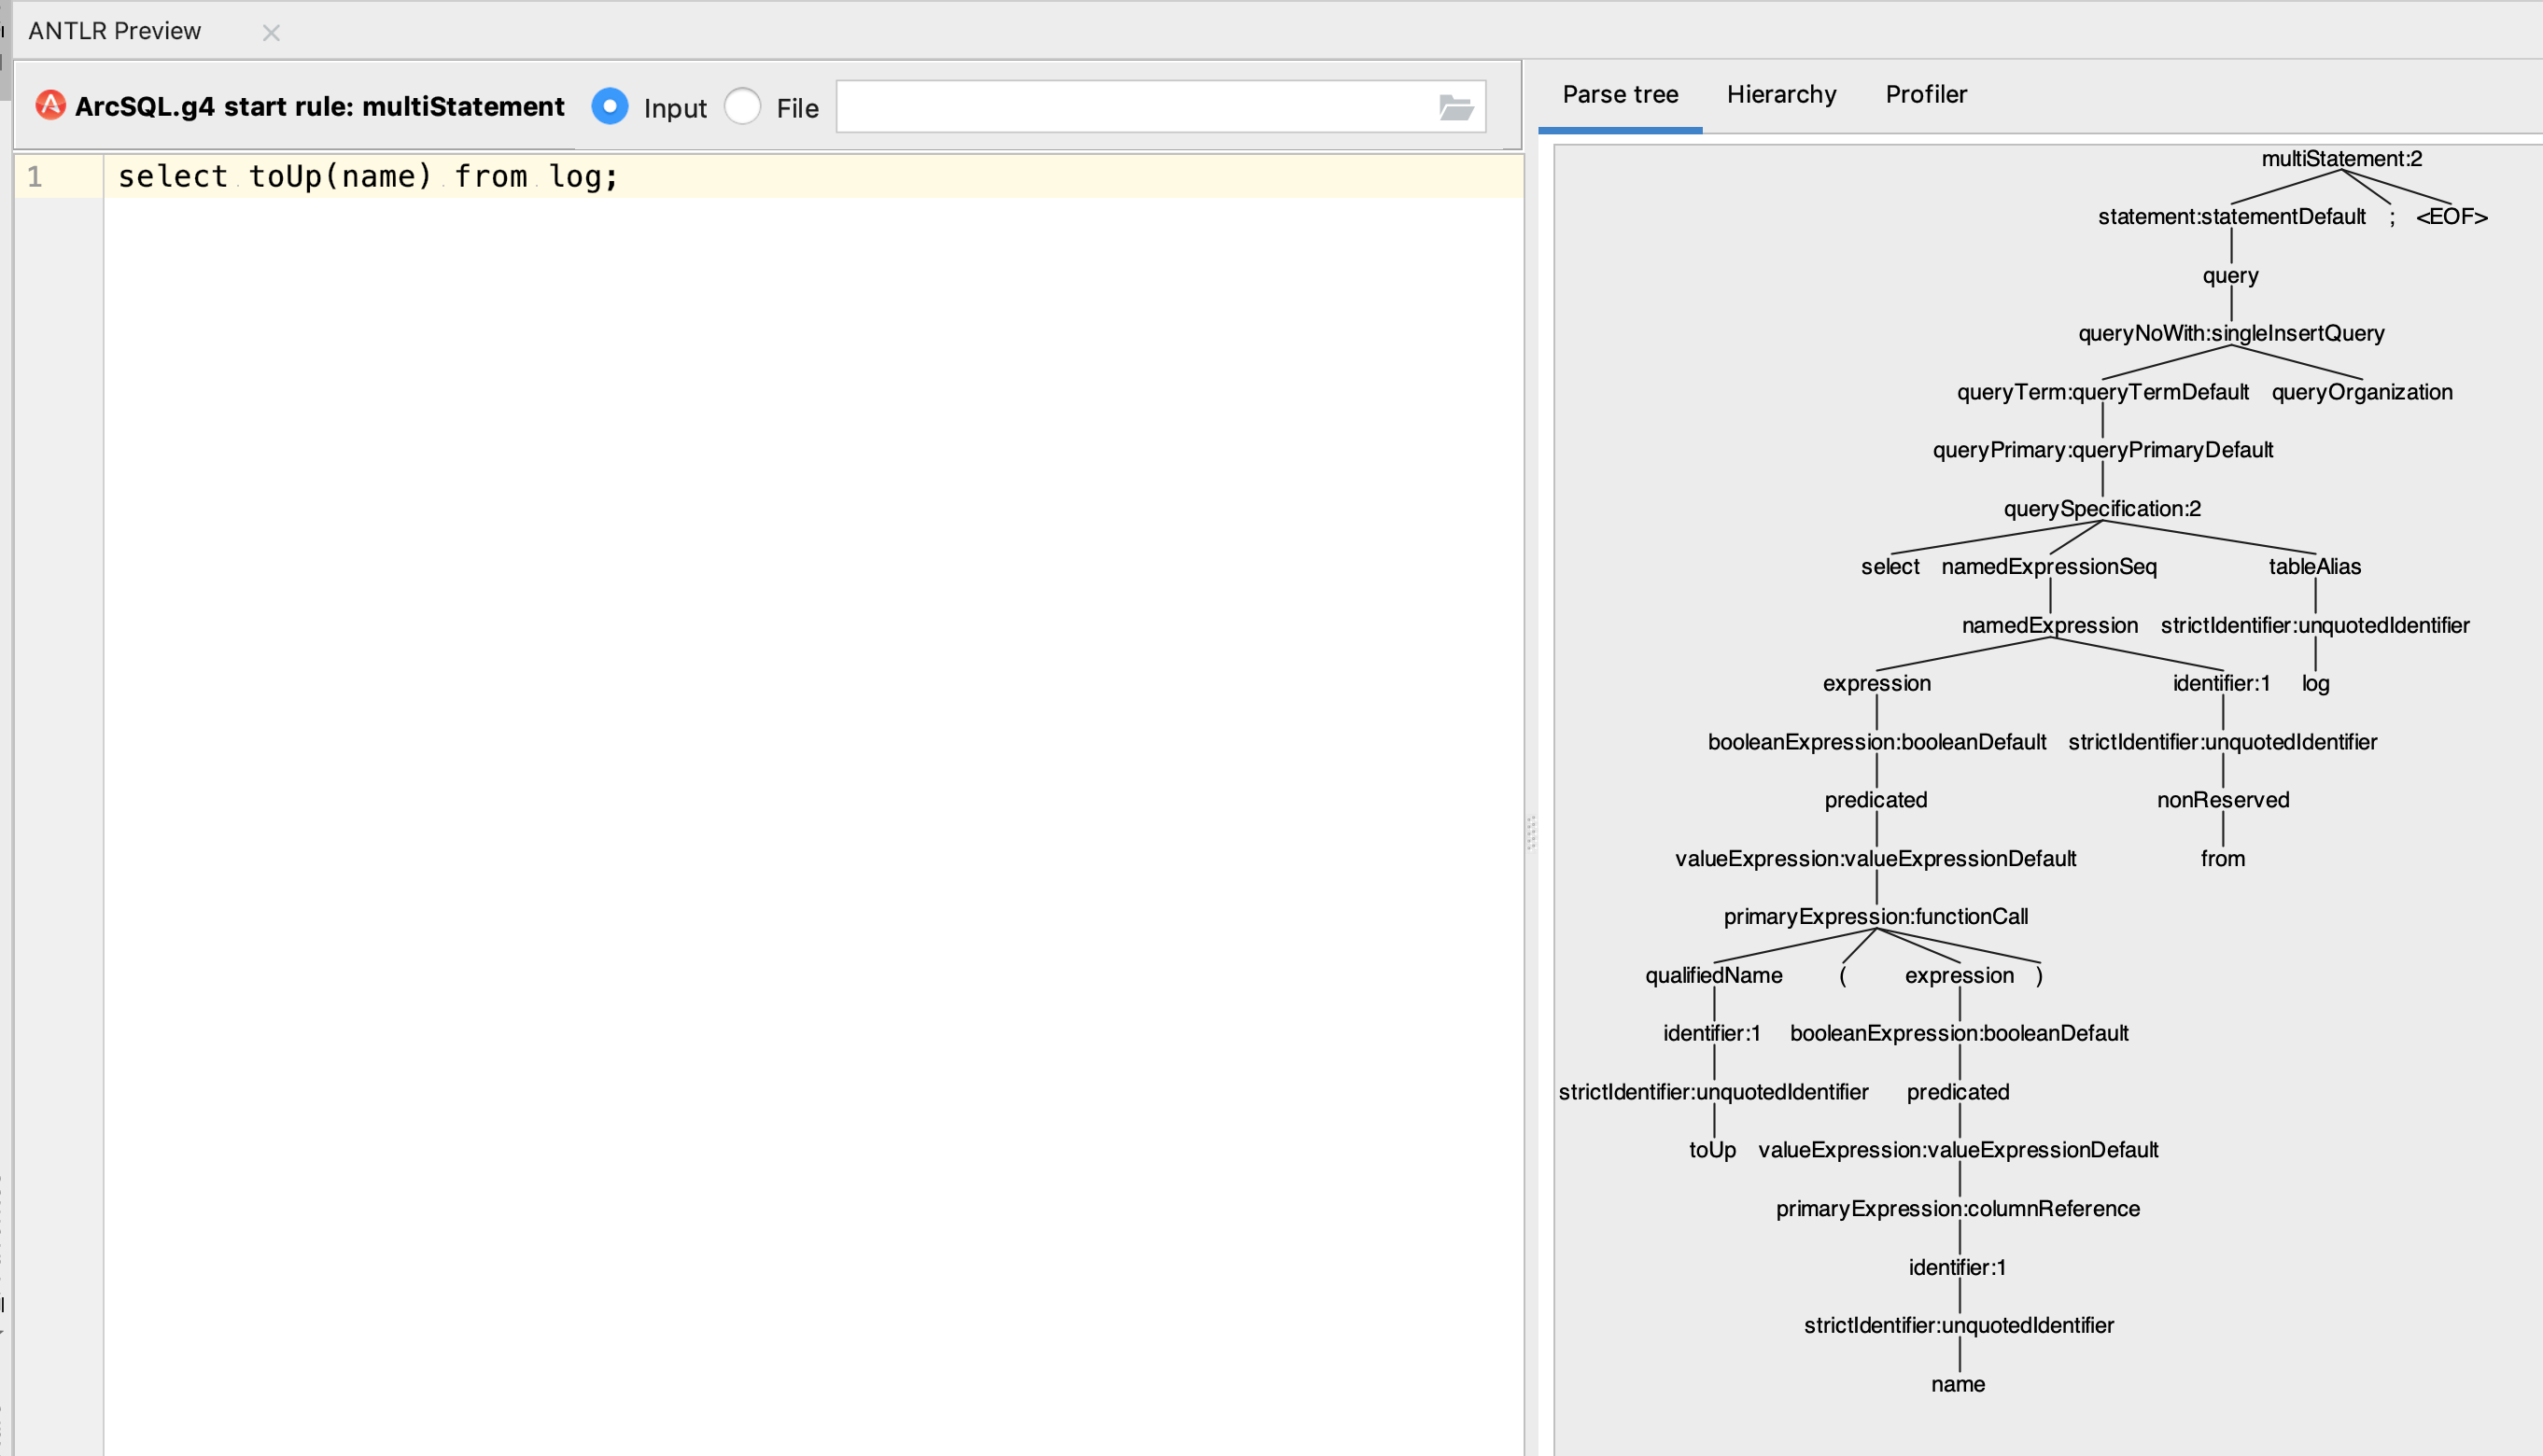 ANTLR Preview
ArcSQL.g4 start rule: multiStatement Input File
1 select toUp(name) from log;
Parse tree Hierarchy Profiler
multiStatement:2
statement:statementDefault ; <EOF>
query
queryNoWith:singleInsertQuery
queryTerm:queryTermDefault queryOrganization
queryPrimary:queryPrimaryDefault
querySpecification:2
select namedExpressionSeq tableAlias
namedExpression strictIdentifier:unquotedIdentifier
expression identifier:1 log
booleanExpression:booleanDefault strictIdentifier:unquotedIdentifier
predicated nonReserved
valueExpression:valueExpressionDefault from
primaryExpression:functionCall
qualifiedName ( expression )
identifier:1 booleanExpression:booleanDefault
strictIdentifier:unquotedIdentifier predicated
toUp valueExpression:valueExpressionDefault
primaryExpression:columnReference
identifier:1
strictIdentifier:unquotedIdentifier
name